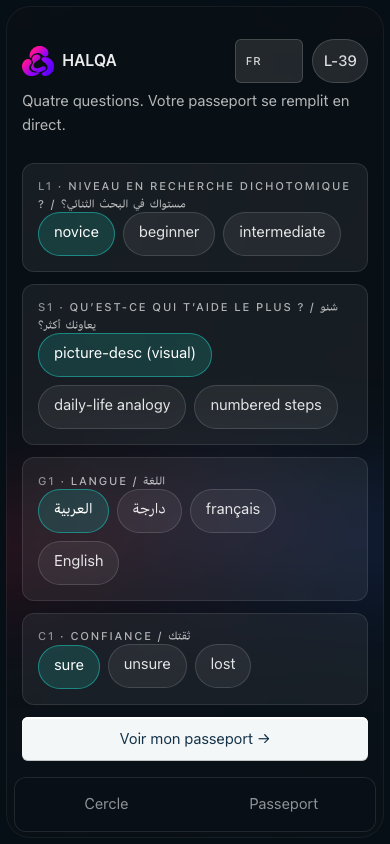 HALQA
FR
L-39
Quatre questions. Votre passeport se remplit en
direct.
L1 · NIVEAU EN RECHERCHE DICHOTOMIQUE
? / مستواك في البحث الثنائي؟
novice
beginner
intermediate
S1 · QU'EST-CE QUI T'AIDE LE PLUS ? / شنو
يعاونك أكثر؟
picture-desc (visual)
daily-life analogy
numbered steps
G1 · LANGUE / اللغة
العربية
دارجة
français
English
C1 · CONFIANCE / ثقتك
sure
unsure
lost
Voir mon passeport →
Cercle
Passeport